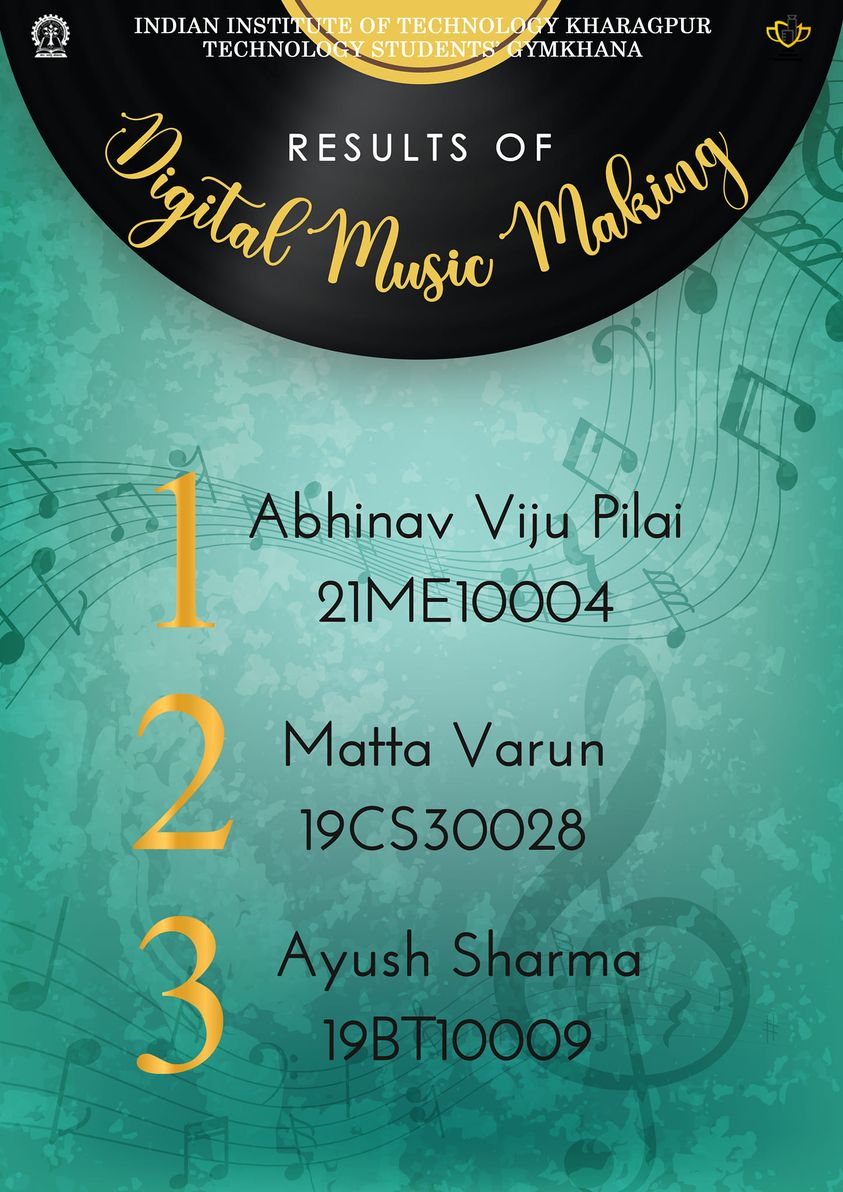 INDIAN INSTITUTE OF TECHNOLOGY KHARAGPUR
TECHNOLOGY STUDENTS' GYMKHANA
RESULTS OF
Digital Music Making
1
Abhinav Viju Pilai
21ME10004
2
Matta Varun
19CS30028
3
Ayush Sharma
19BT10009